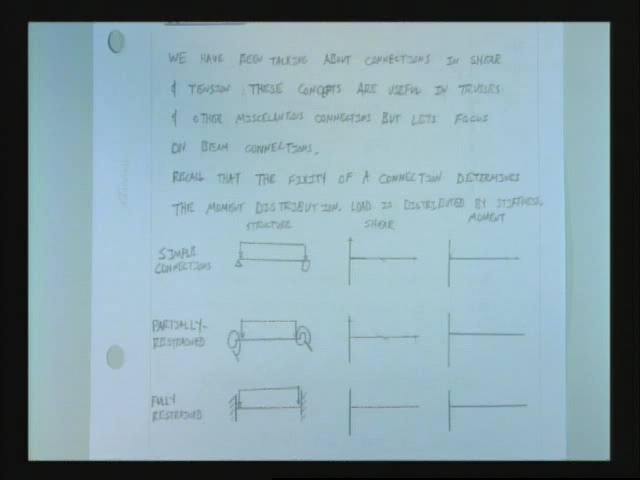 WE HAVE BEEN TALKING ABOUT CONNECTIONS IN SHEAR
& TENSION THESE CONCEPTS ARE USEFUL IN TRUSSES
& OTHER MISCELANEOUS CONNECTIONS BUT LETS FOCUS
ON BEAM CONNECTIONS.
RECALL THAT THE FIXITY OF A CONNECTION DETERMINES
THE MOMENT DISTRIBUTION. LOAD IS DISTRIBUTED BY STIFFNESS.
STRUCTURE SHEAR MOMENT
SIMPLE
CONNECTIONS
PARTIALLY-
RESTRAINED
FULLY
RESTRAINED